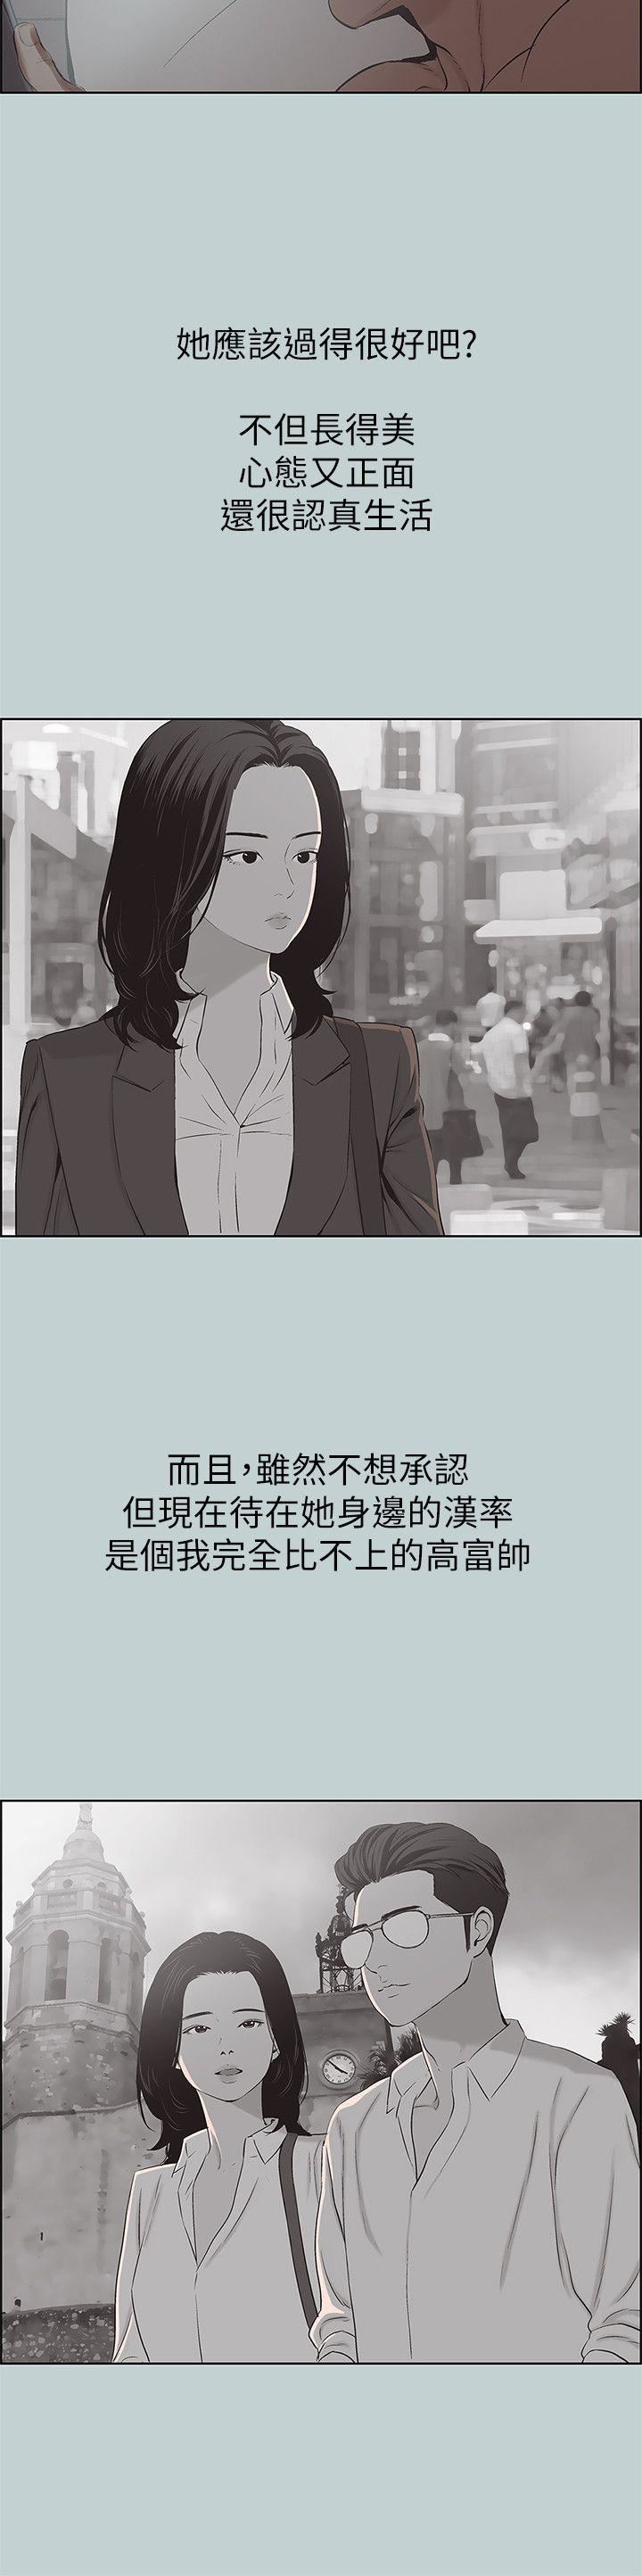 她應該過得很好吧?
不但長得美
心態又正面
還很認真生活
而且，雖然不想承認
但現在待在她身邊的漢率
是個我完全比不上的高富帥